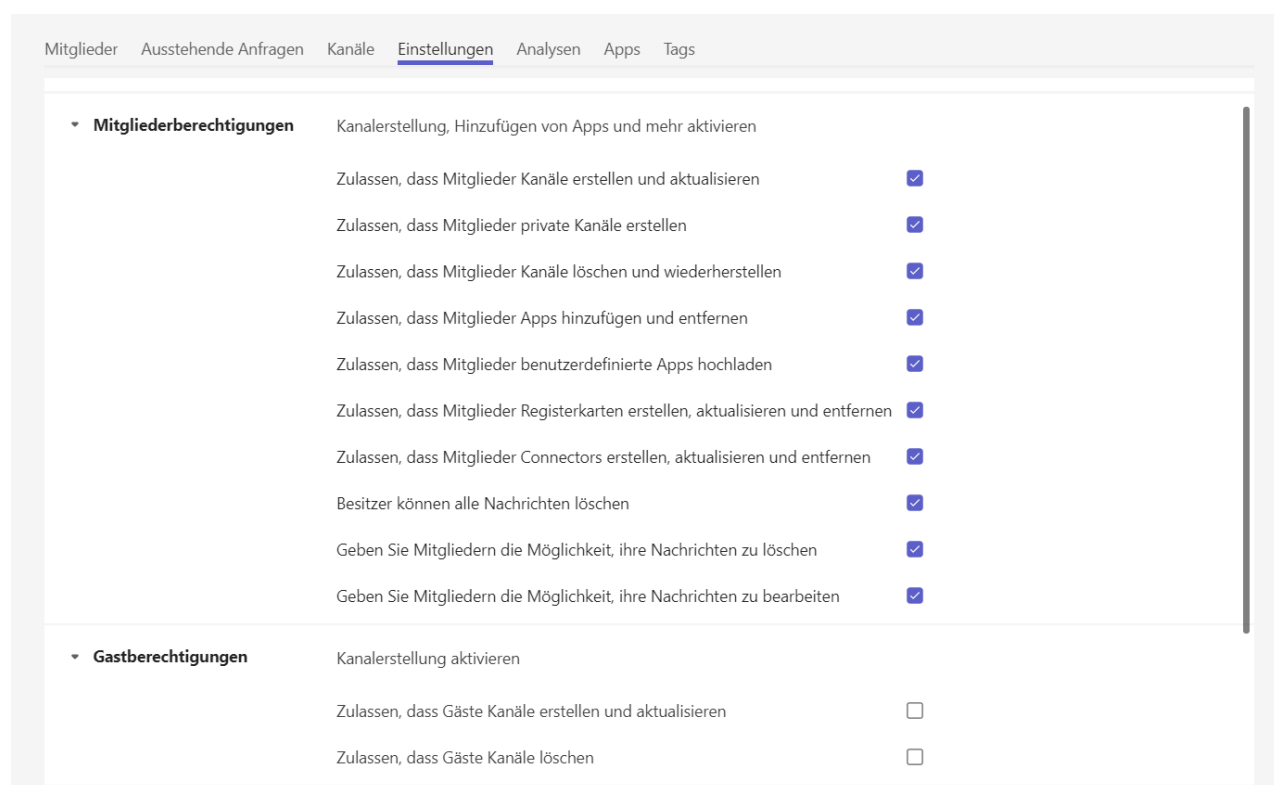 Mitglieder Ausstehende Anfragen Kanäle Einstellungen Analysen Apps Tags
Mitgliederberechtigungen Kanalerstellung, Hinzufügen von Apps und mehr aktivieren
Zulassen, dass Mitglieder Kanäle erstellen und aktualisieren
Zulassen, dass Mitglieder private Kanäle erstellen
Zulassen, dass Mitglieder Kanäle löschen und wiederherstellen
Zulassen, dass Mitglieder Apps hinzufügen und entfernen
Zulassen, dass Mitglieder benutzerdefinierte Apps hochladen
Zulassen, dass Mitglieder Registerkarten erstellen, aktualisieren und entfernen
Zulassen, dass Mitglieder Connectors erstellen, aktualisieren und entfernen
Besitzer können alle Nachrichten löschen
Geben Sie Mitgliedern die Möglichkeit, ihre Nachrichten zu löschen
Geben Sie Mitgliedern die Möglichkeit, ihre Nachrichten zu bearbeiten
Gastberechtigungen Kanalerstellung aktivieren
Zulassen, dass Gäste Kanäle erstellen und aktualisieren
Zulassen, dass Gäste Kanäle löschen